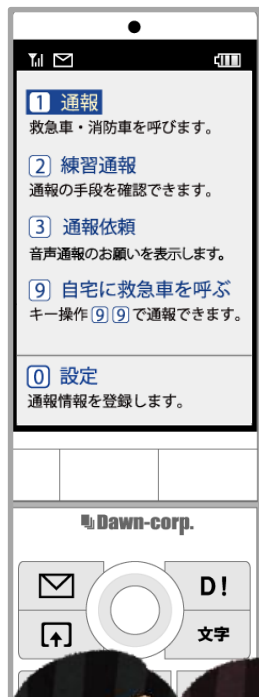 1 通報
救急車・消防車を呼びます。
2 練習通報
通報の手段を確認できます。
3 通報依頼
音声通報のお願いを表示します。
9 自宅に救急車を呼ぶ
キー操作99で通報できます。
0 設定
通報情報を登録します。
Dawn-corp.
D!
文字